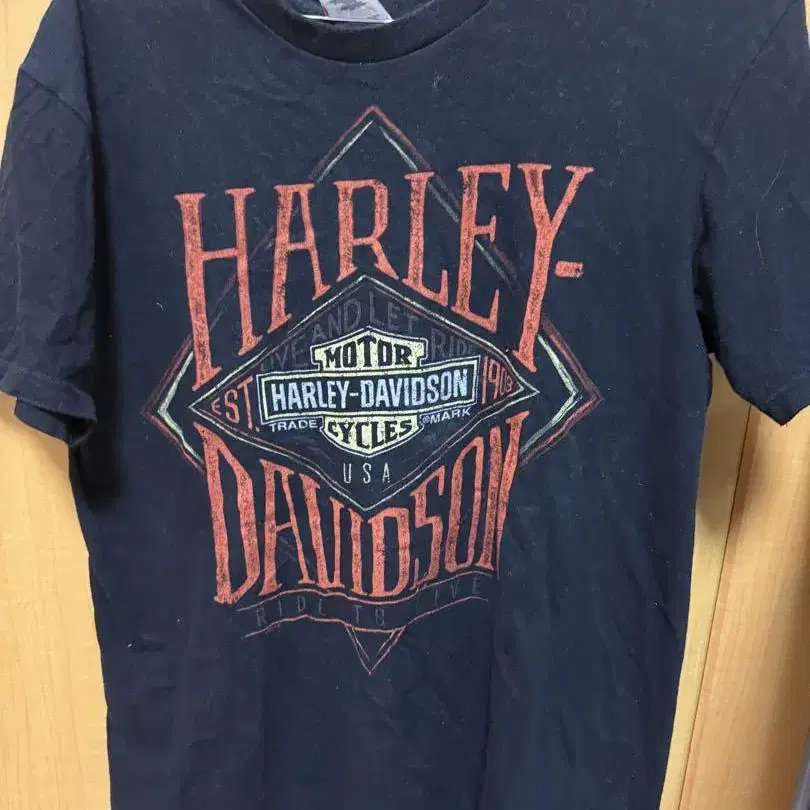 HARLEY-
LIVE AND LET RIDE
MOTOR
EST. HARLEY-DAVIDSON 1903
TRADE CYCLES ®MARK
USA
DAVIDSON
RIDE TO LIVE